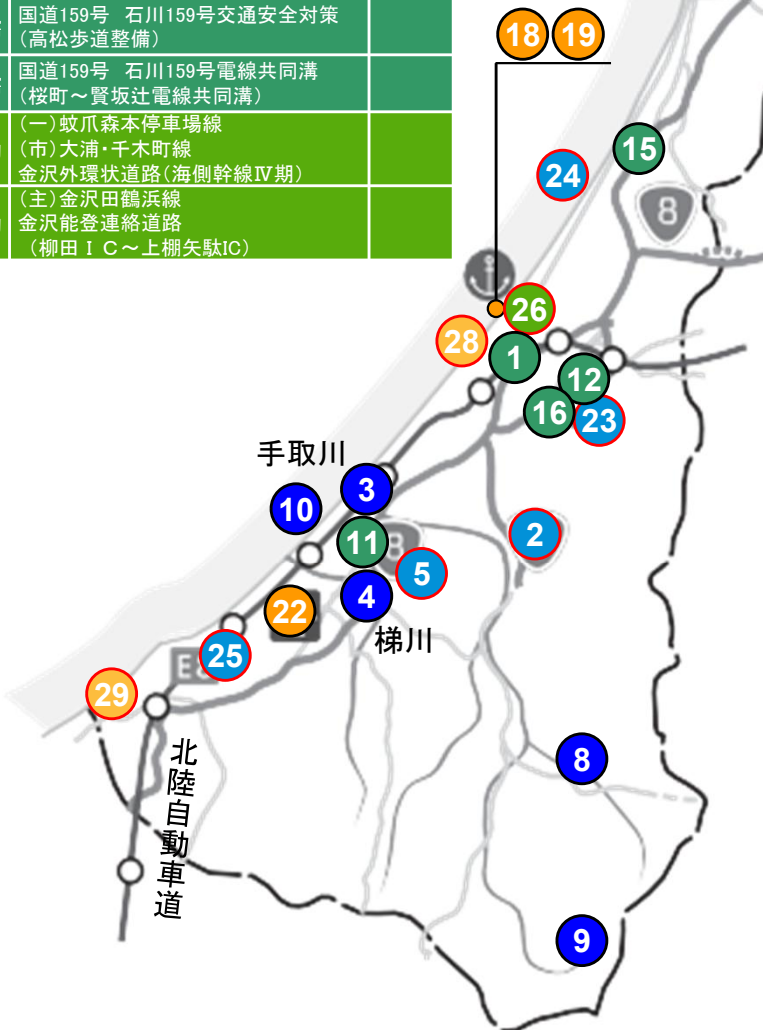 国道159号 石川159号交通安全対策
(高松歩道整備)
国道159号 石川159号電線共同溝
(桜町～賢坂辻電線共同溝)
(一)蚊爪森本停車場線
(市)大浦・千木町線
金沢外環状道路(海側幹線Ⅳ期)
(主)金沢田鶴浜線
金沢能登連絡道路
(柳田ＩＣ～上棚矢駄IC)
18 19
15
24
8
26
28
1
12
16
23
手取川
3
10
11
8
2
5
4
22
梯川
25
E8
29
北陸自動車道
8
9